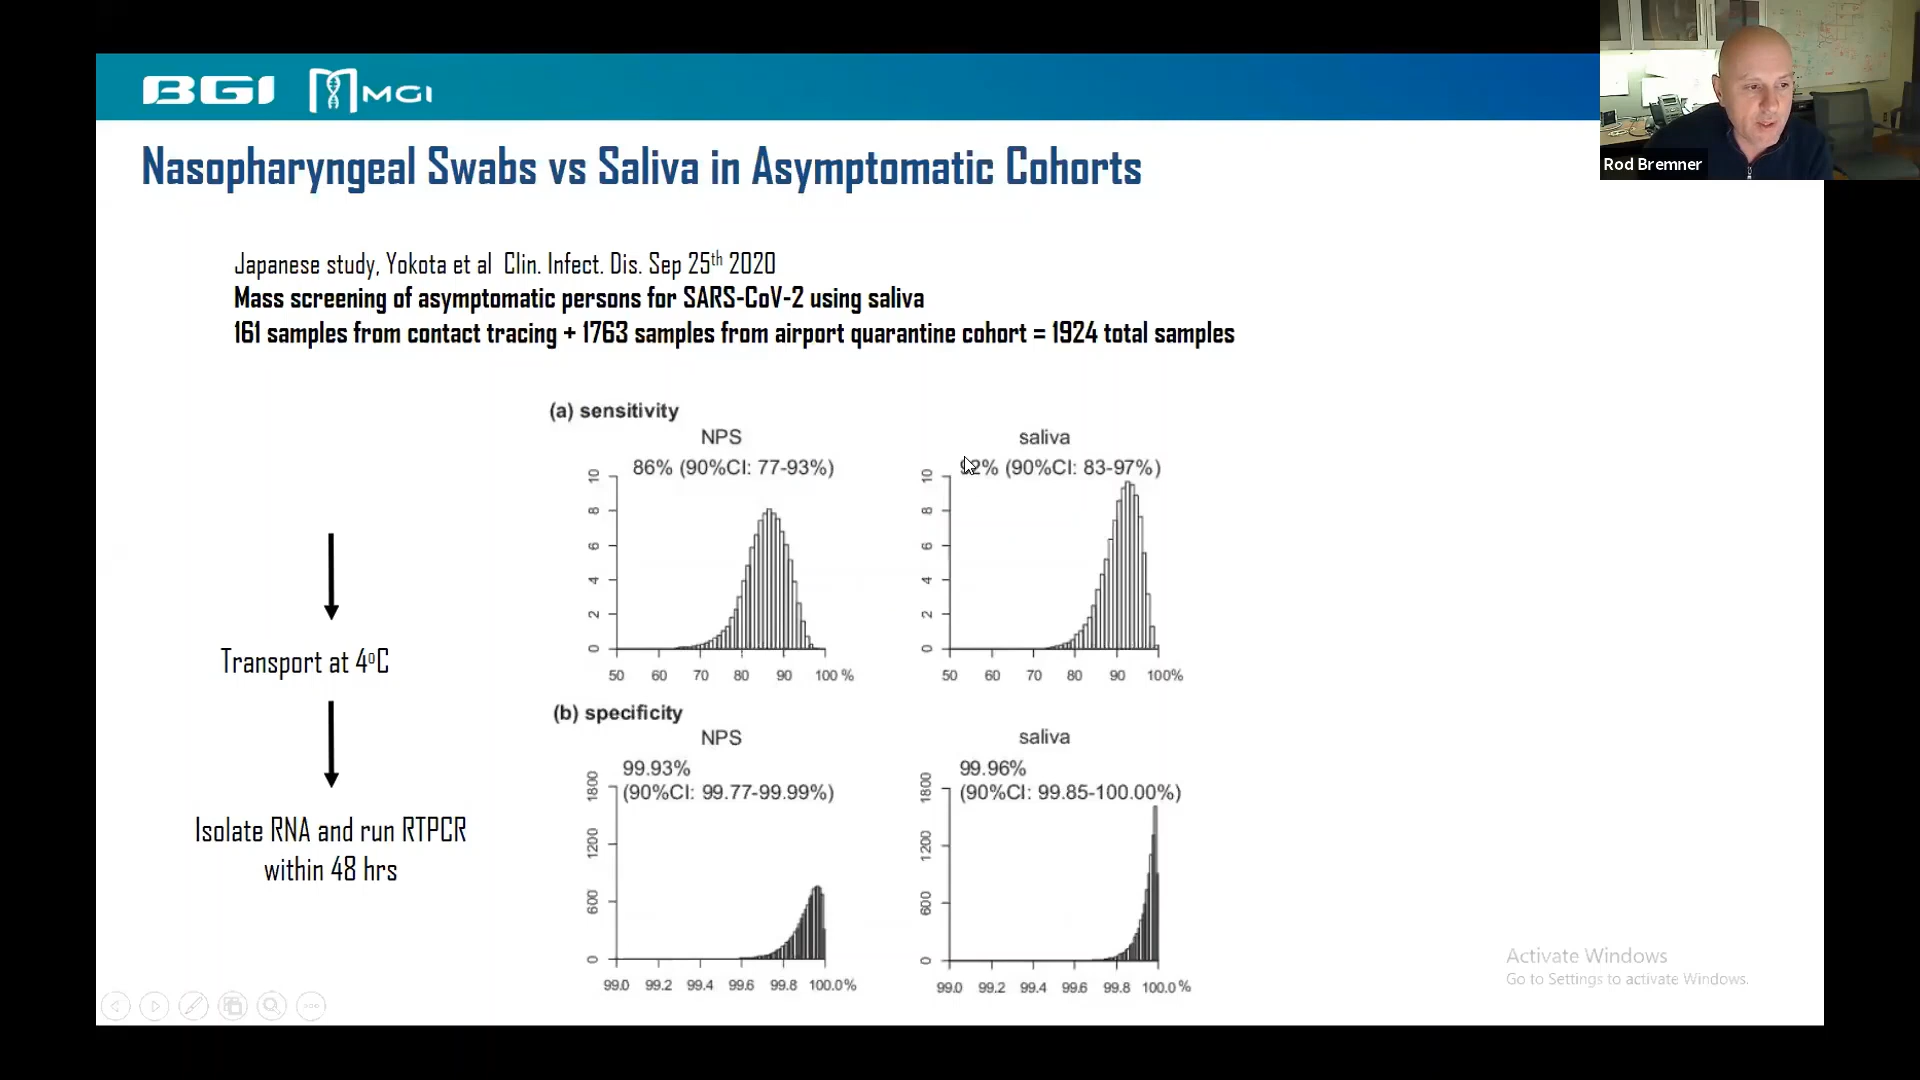 BGI MGI
Rod Bremner
Nasopharyngeal Swabs vs Saliva in Asymptomatic Cohorts
Japanese study, Yokota et al Clin. Infect. Dis. Sep 25th 2020
Mass screening of asymptomatic persons for SARS-CoV-2 using saliva
161 samples from contact tracing + 1763 samples from airport quarantine cohort = 1924 total samples
Transport at 4oC
Isolate RNA and run RTPCR
within 48 hrs
(a) sensitivity
NPS
86% (90%CI: 77-93%)
10
8
6
4
2
0
50 60 70 80 90 100%
saliva
92% (90%CI: 83-97%)
10
8
6
4
2
0
50 60 70 80 90 100%
(b) specificity
NPS
99.93%
(90%CI: 99.77-99.99%)
1800
1200
600
0
99.0 99.2 99.4 99.6 99.8 100.0%
saliva
99.96%
(90%CI: 99.85-100.00%)
1800
1200
600
0
99.0 99.2 99.4 99.6 99.8 100.0%
Activate Windows
Go to Settings to activate Windows.